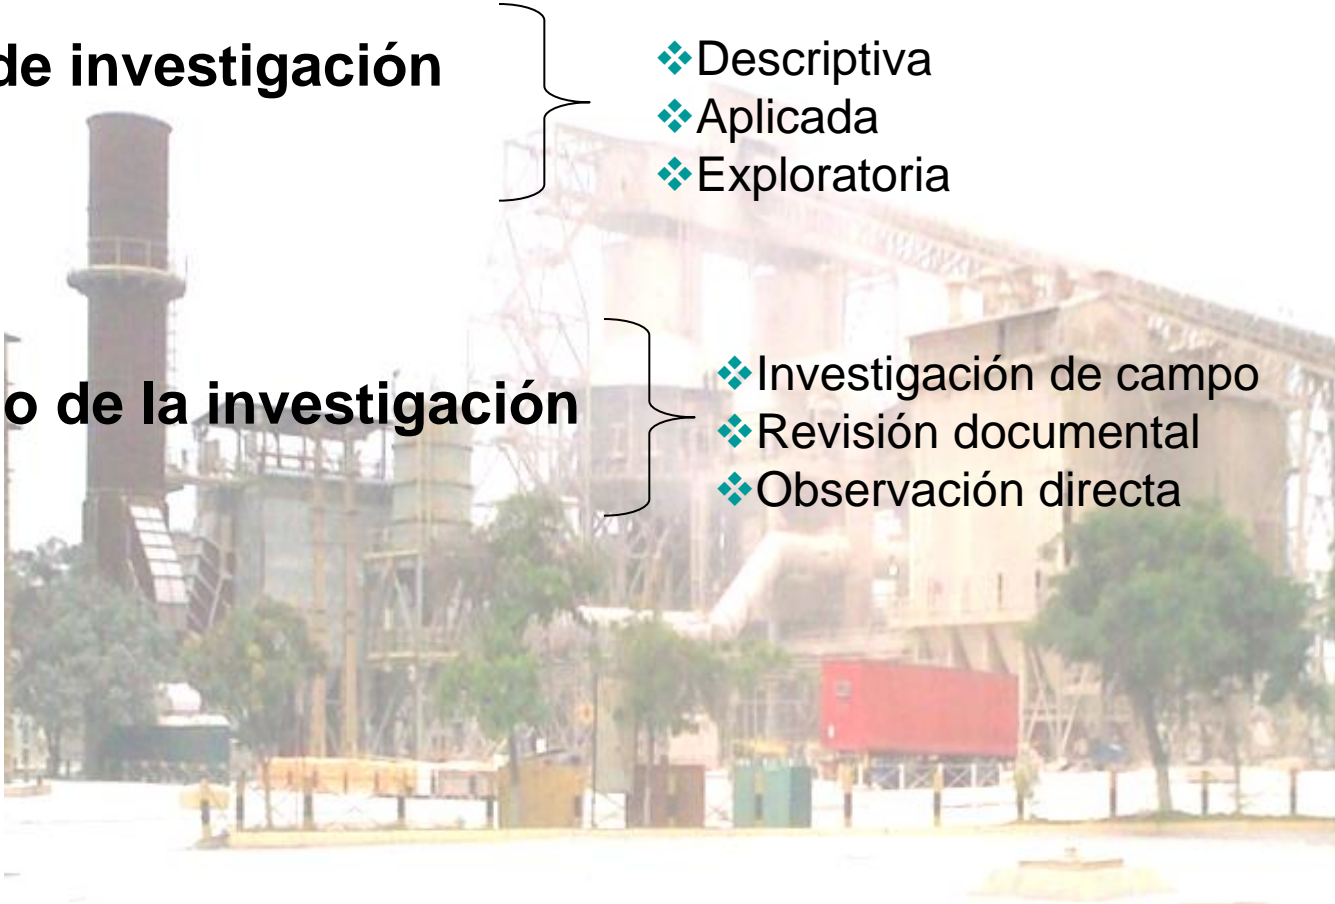 de investigación
❖Descriptiva
❖Aplicada
❖Exploratoria
o de la investigación
❖Investigación de campo
❖Revisión documental
❖Observación directa